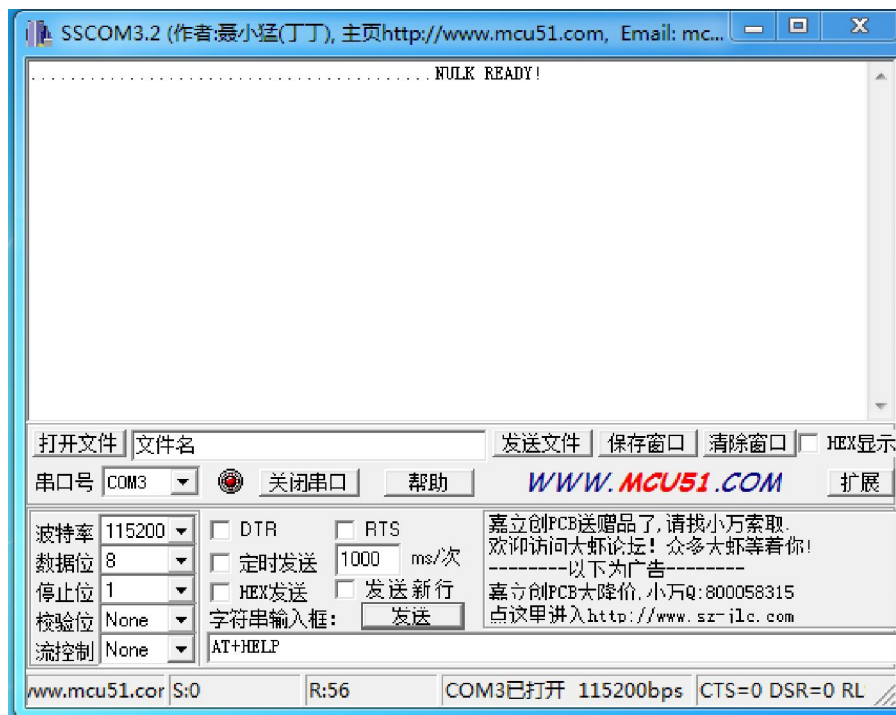 SSCOM3.2 (作者:聂小猛(丁丁), 主页http://www.mcu51.com, Email: mc...
.........................................NULK READY!
打开文件 文件名 发送文件 保存窗口 清除窗口 HEX显示
串口号 COM3 关闭串口 帮助 WWW.MCU51.COM 扩展
波特率 115200 DTR RTS
数据位 8 定时发送 1000 ms/次
停止位 1 HEX发送 发送新行
校验位 None 字符串输入框: 发送
流控制 None AT+HELP
嘉立创PCB送赠品了,请找小万索取.
欢迎访问大虾论坛! 众多大虾等着你!
--------以下为广告--------
嘉立创PCB大降价,小万Q:800058315
点这里进入http://www.sz-jlc.com
www.mcu51.cor S:0 R:56 COM3已打开 115200bps CTS=0 DSR=0 RL